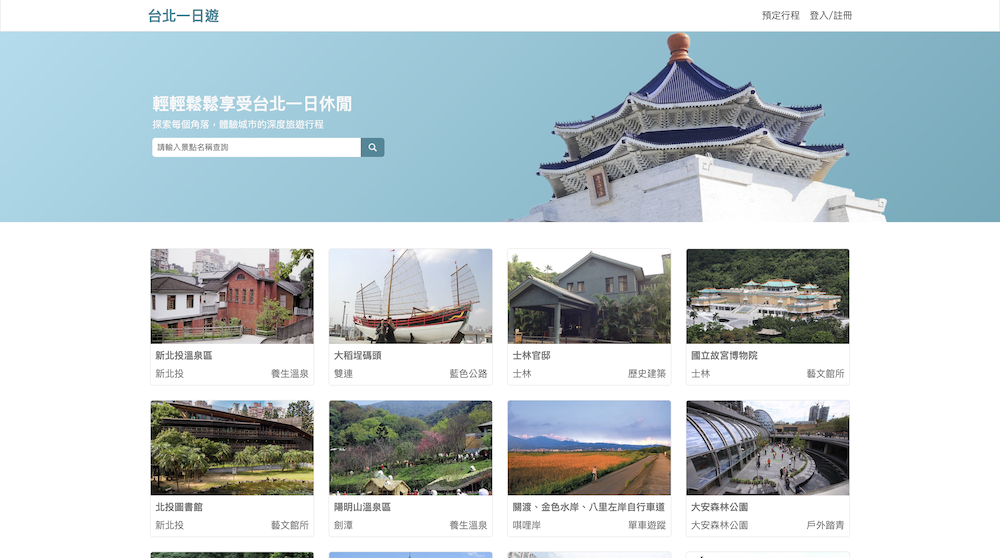 台北一日遊
預定行程 登入/註冊
輕輕鬆鬆享受台北一日休閒
探索每個角落，體驗城市的深度旅遊行程
請輸入景點名稱查詢
新北投溫泉區
新北投 養生溫泉
大稻埕碼頭
雙連 藍色公路
士林官邸
士林 歷史建築
國立故宮博物院
士林 藝文館所
北投圖書館
新北投 藝文館所
陽明山溫泉區
劍潭 養生溫泉
關渡、金色水岸、八里左岸自行車道
唭哩岸 單車遊蹤
大安森林公園
大安森林公園 戶外踏青